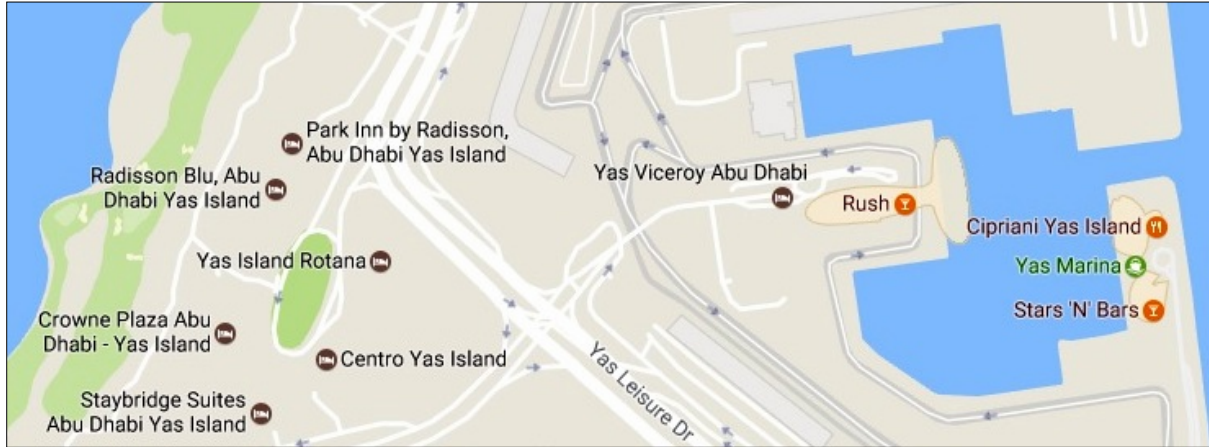 Park Inn by Radisson,
Abu Dhabi Yas Island
Radisson Blu, Abu
Dhabi Yas Island
Yas Viceroy Abu Dhabi
Rush
Cipriani Yas Island
Yas Island Rotana
Yas Marina
Stars 'N' Bars
Crowne Plaza Abu
Dhabi - Yas Island
Centro Yas Island
Yas Leisure Dr
Staybridge Suites
Abu Dhabi Yas Island